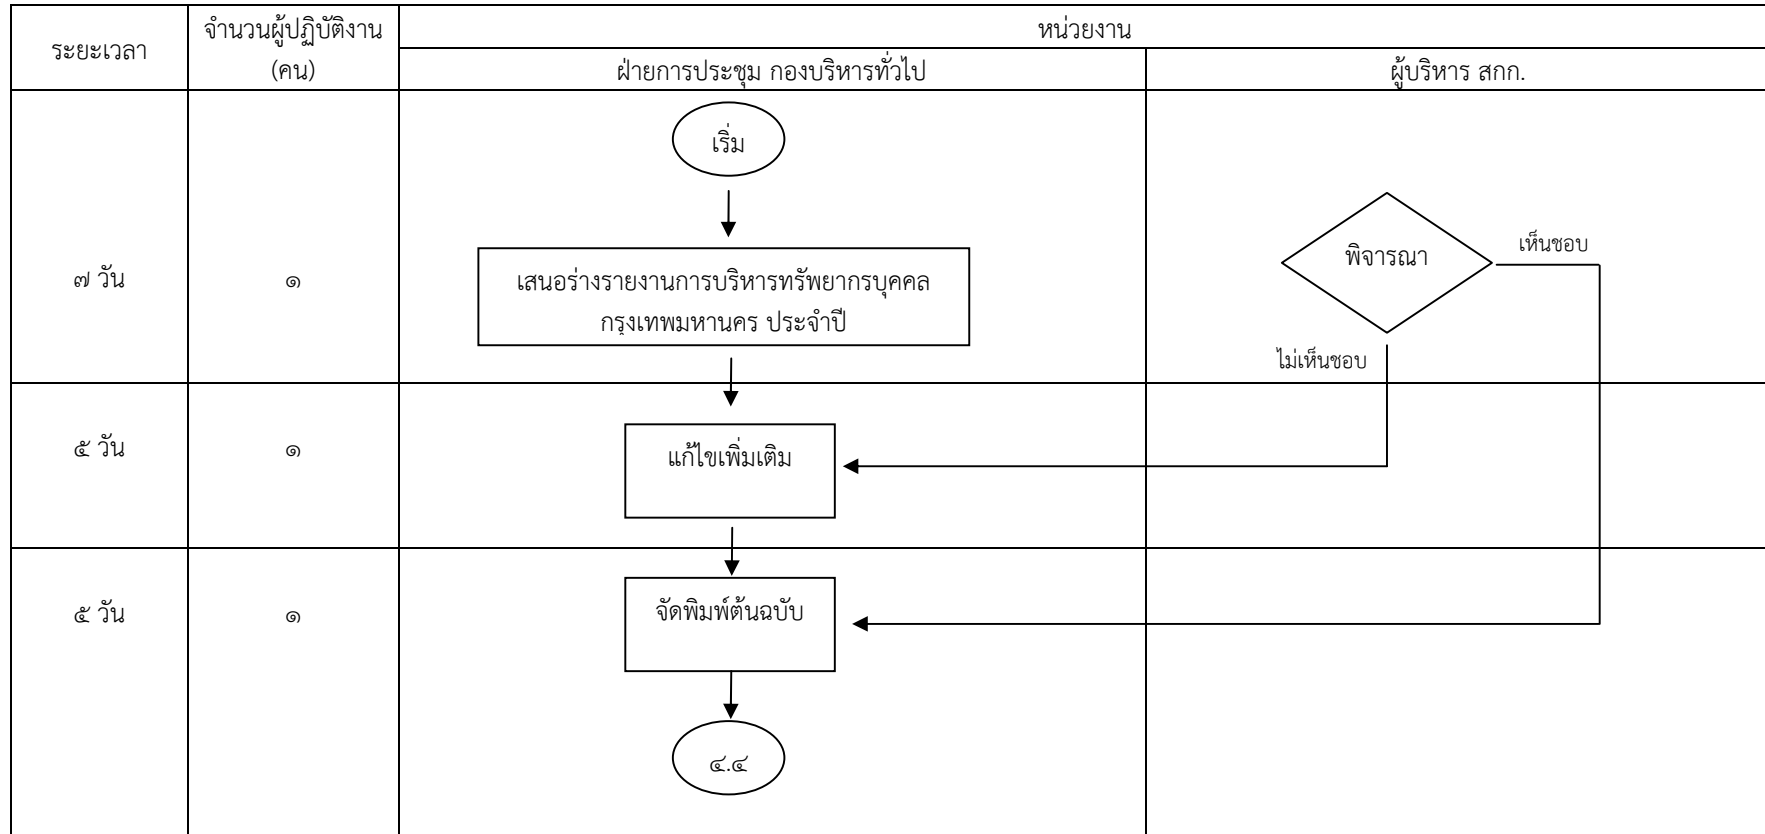 ระยะเวลา
จำนวนผู้ปฏิบัติงาน
(คน)
หน่วยงาน
ฝ่ายการประชุม กองบริหารทั่วไป
ผู้บริหาร สกก.
เริ่ม
๗ วัน
๑
เสนอร่างรายงานการบริหารทรัพยากรบุคคล
กรุงเทพมหานคร ประจำปี
พิจารณา
เห็นชอบ
ไม่เห็นชอบ
๕ วัน
๑
แก้ไขเพิ่มเติม
๕ วัน
๑
จัดพิมพ์ต้นฉบับ
๔.๔